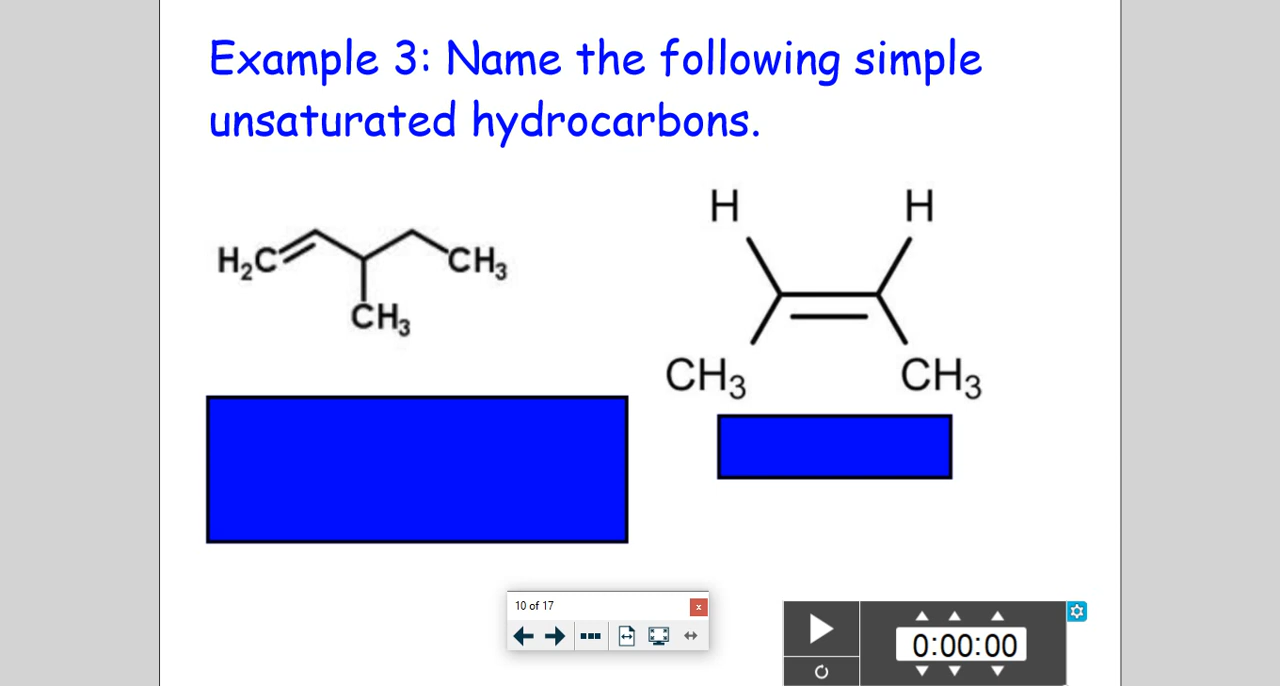 Example 3: Name the following simple
unsaturated hydrocarbons.
H₂C
CH₃
CH₃
H H
CH₃ CH₃
10 of 17
x
0:00:00